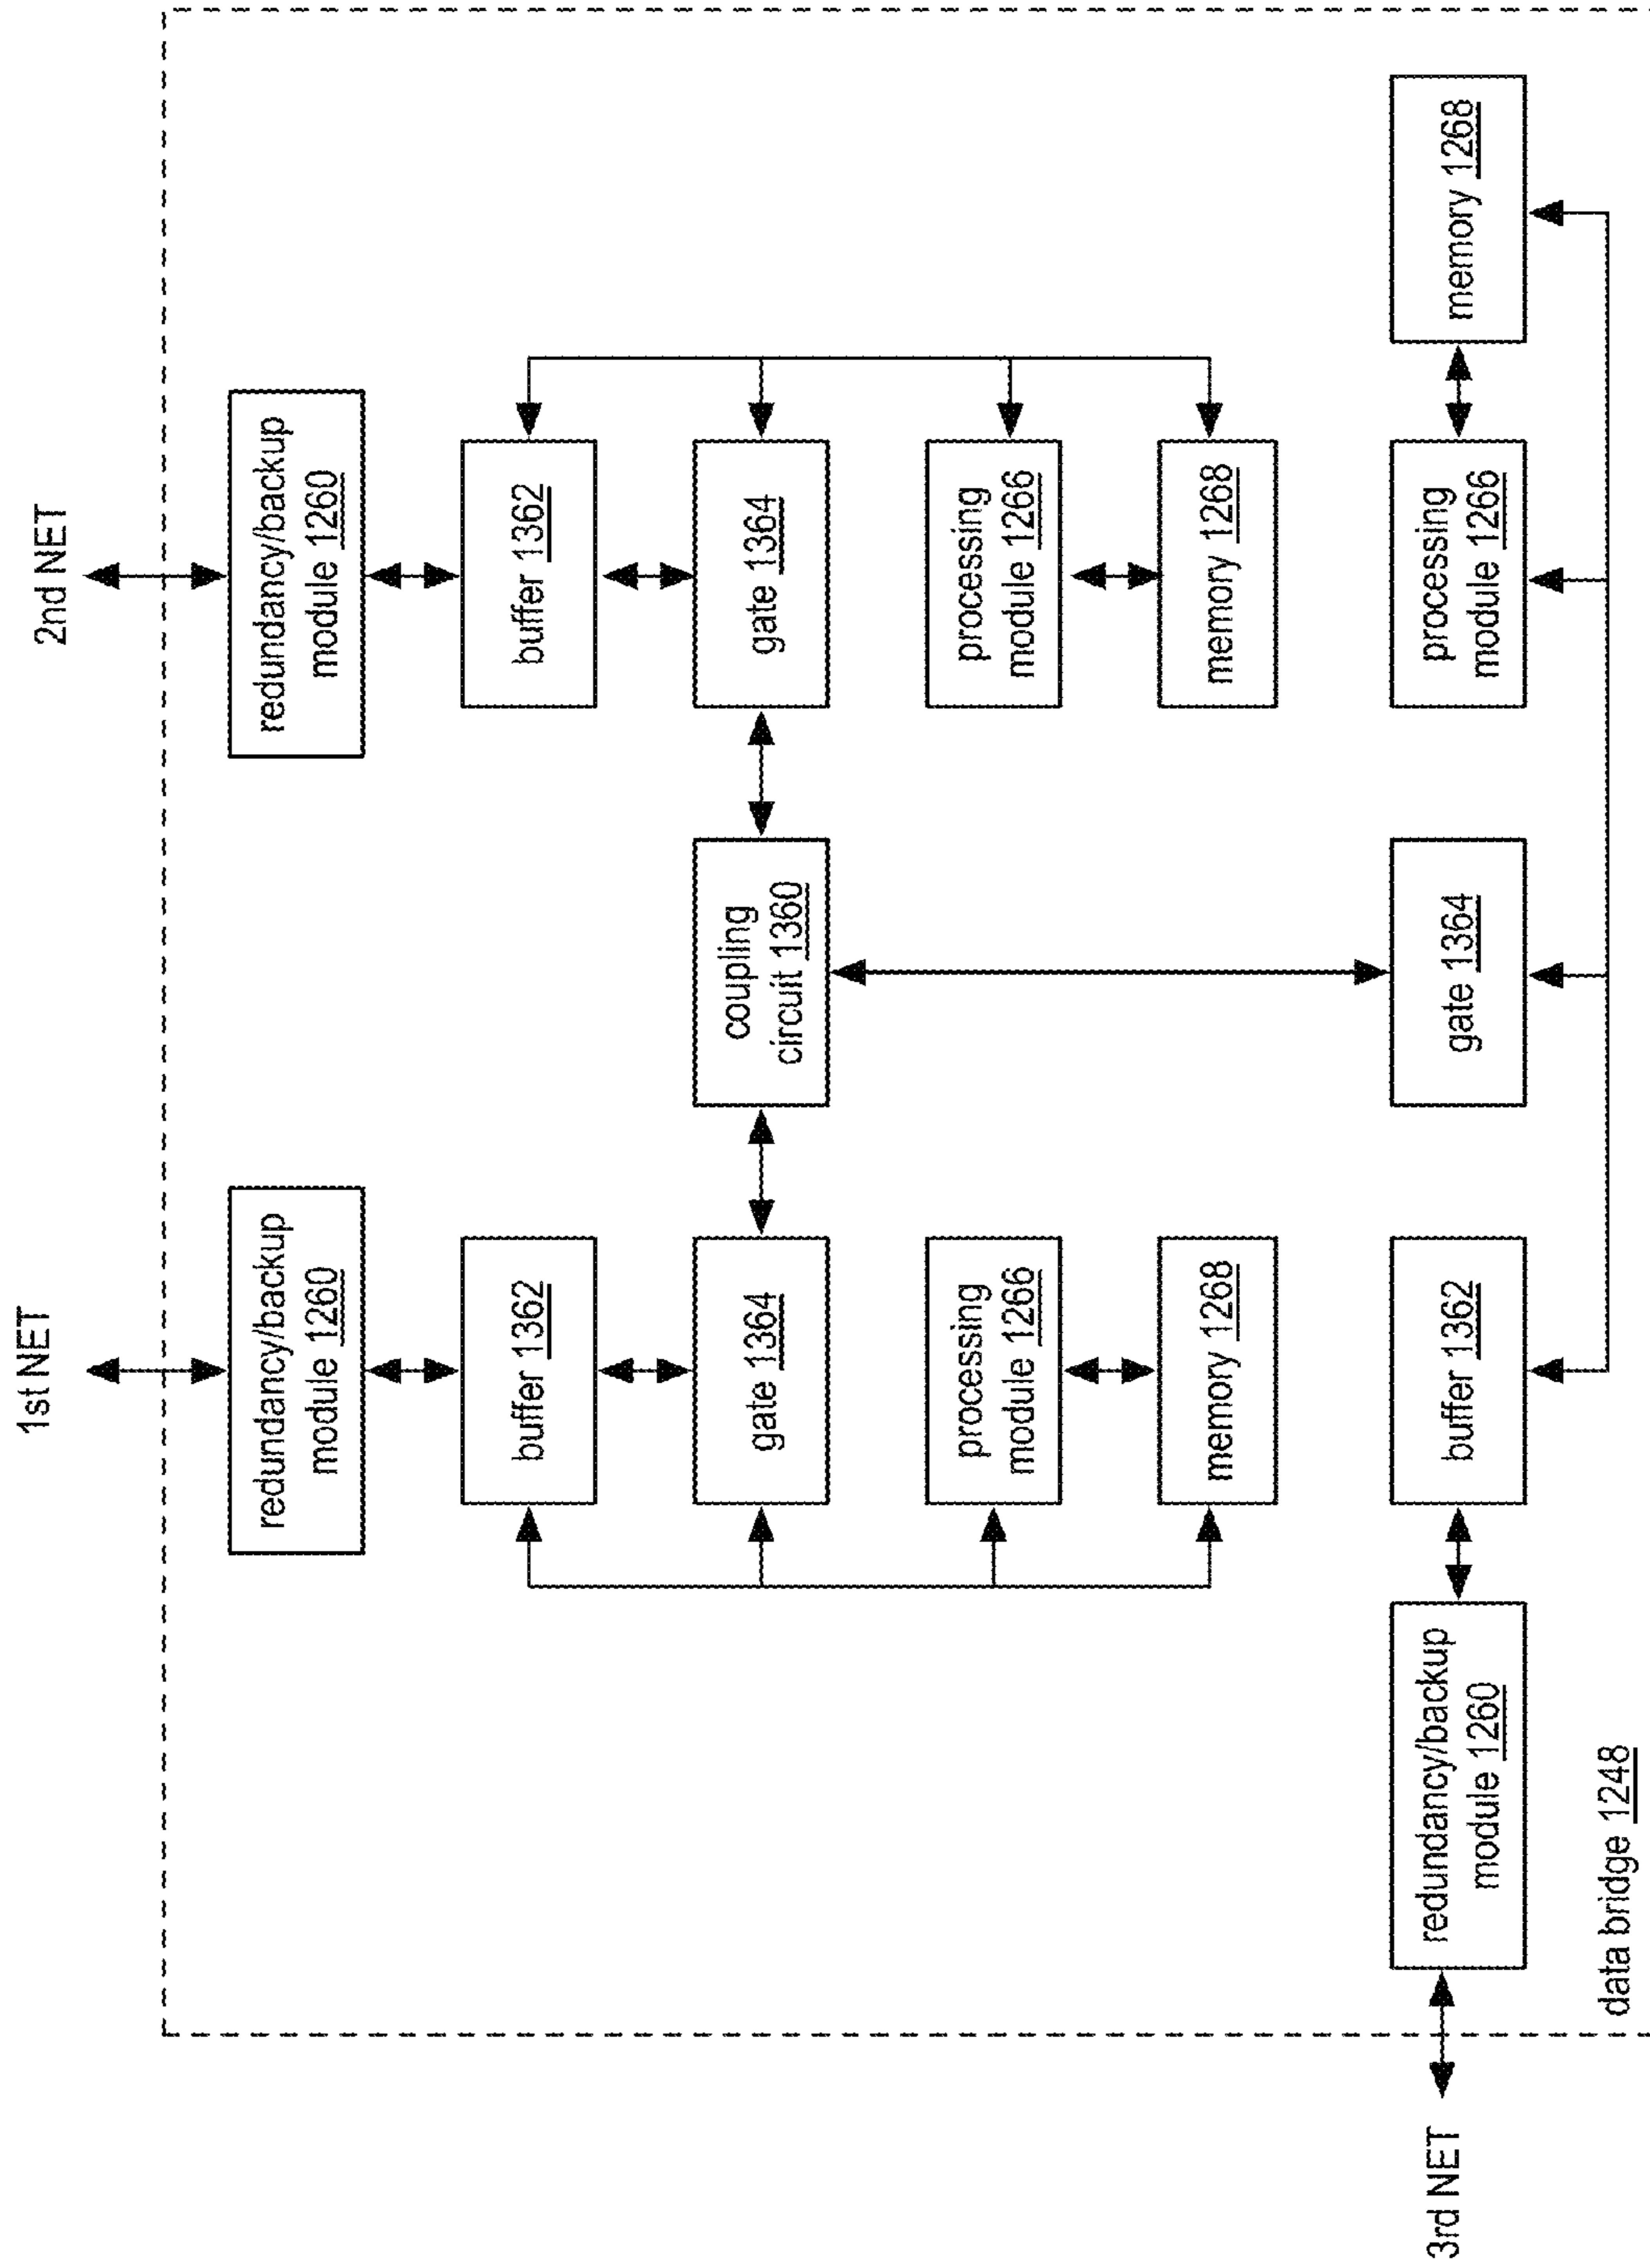 1st NET
2nd NET
redundancy/backup
module 1260
redundancy/backup
module 1260
buffer 1362
buffer 1362
gate 1364
coupling
circuit 1360
gate 1364
processing
module 1266
processing
module 1266
memory 1268
memory 1268
3rd NET
redundancy/backup
module 1260
buffer 1362
gate 1364
processing
module 1266
memory 1268
data bridge 1248